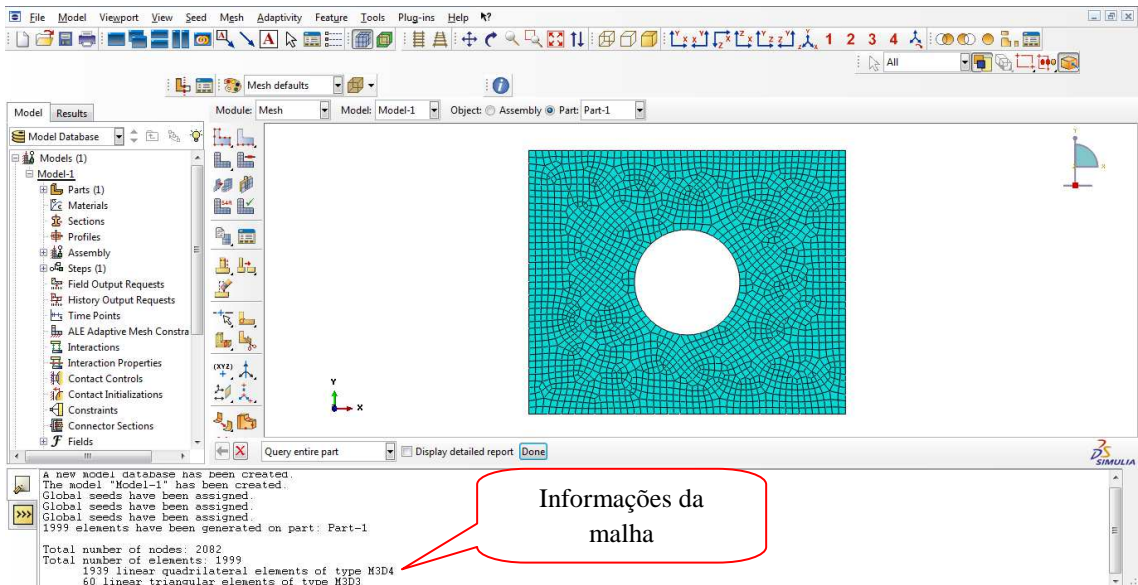 File Model Viewport View Seed Mesh Adaptivity Feature Tools Plug-ins Help
1 2 3 4
All
Mesh defaults
Model Results
Module: Mesh Model: Model-1 Object: Assembly Part: Part-1
Model Database
Models (1)
Model-1
Parts (1)
Materials
Sections
Profiles
Assembly
Steps (1)
Field Output Requests
History Output Requests
Time Points
ALE Adaptive Mesh Constra
Interactions
Interaction Properties
Contact Controls
Contact Initializations
Constraints
Connector Sections
Fields
(XYZ)
Y
X
Query entire part Display detailed report Done
SIMULIA
A new model database has been created.
The model "Model-1" has been created.
Global seeds have been assigned.
Global seeds have been assigned.
1999 elements have been generated on part: Part-1
Total number of nodes: 2082
Total number of elements: 1999
1939 linear quadrilateral elements of type M3D4
60 linear triangular elements of type M3D3
Informações da
malha